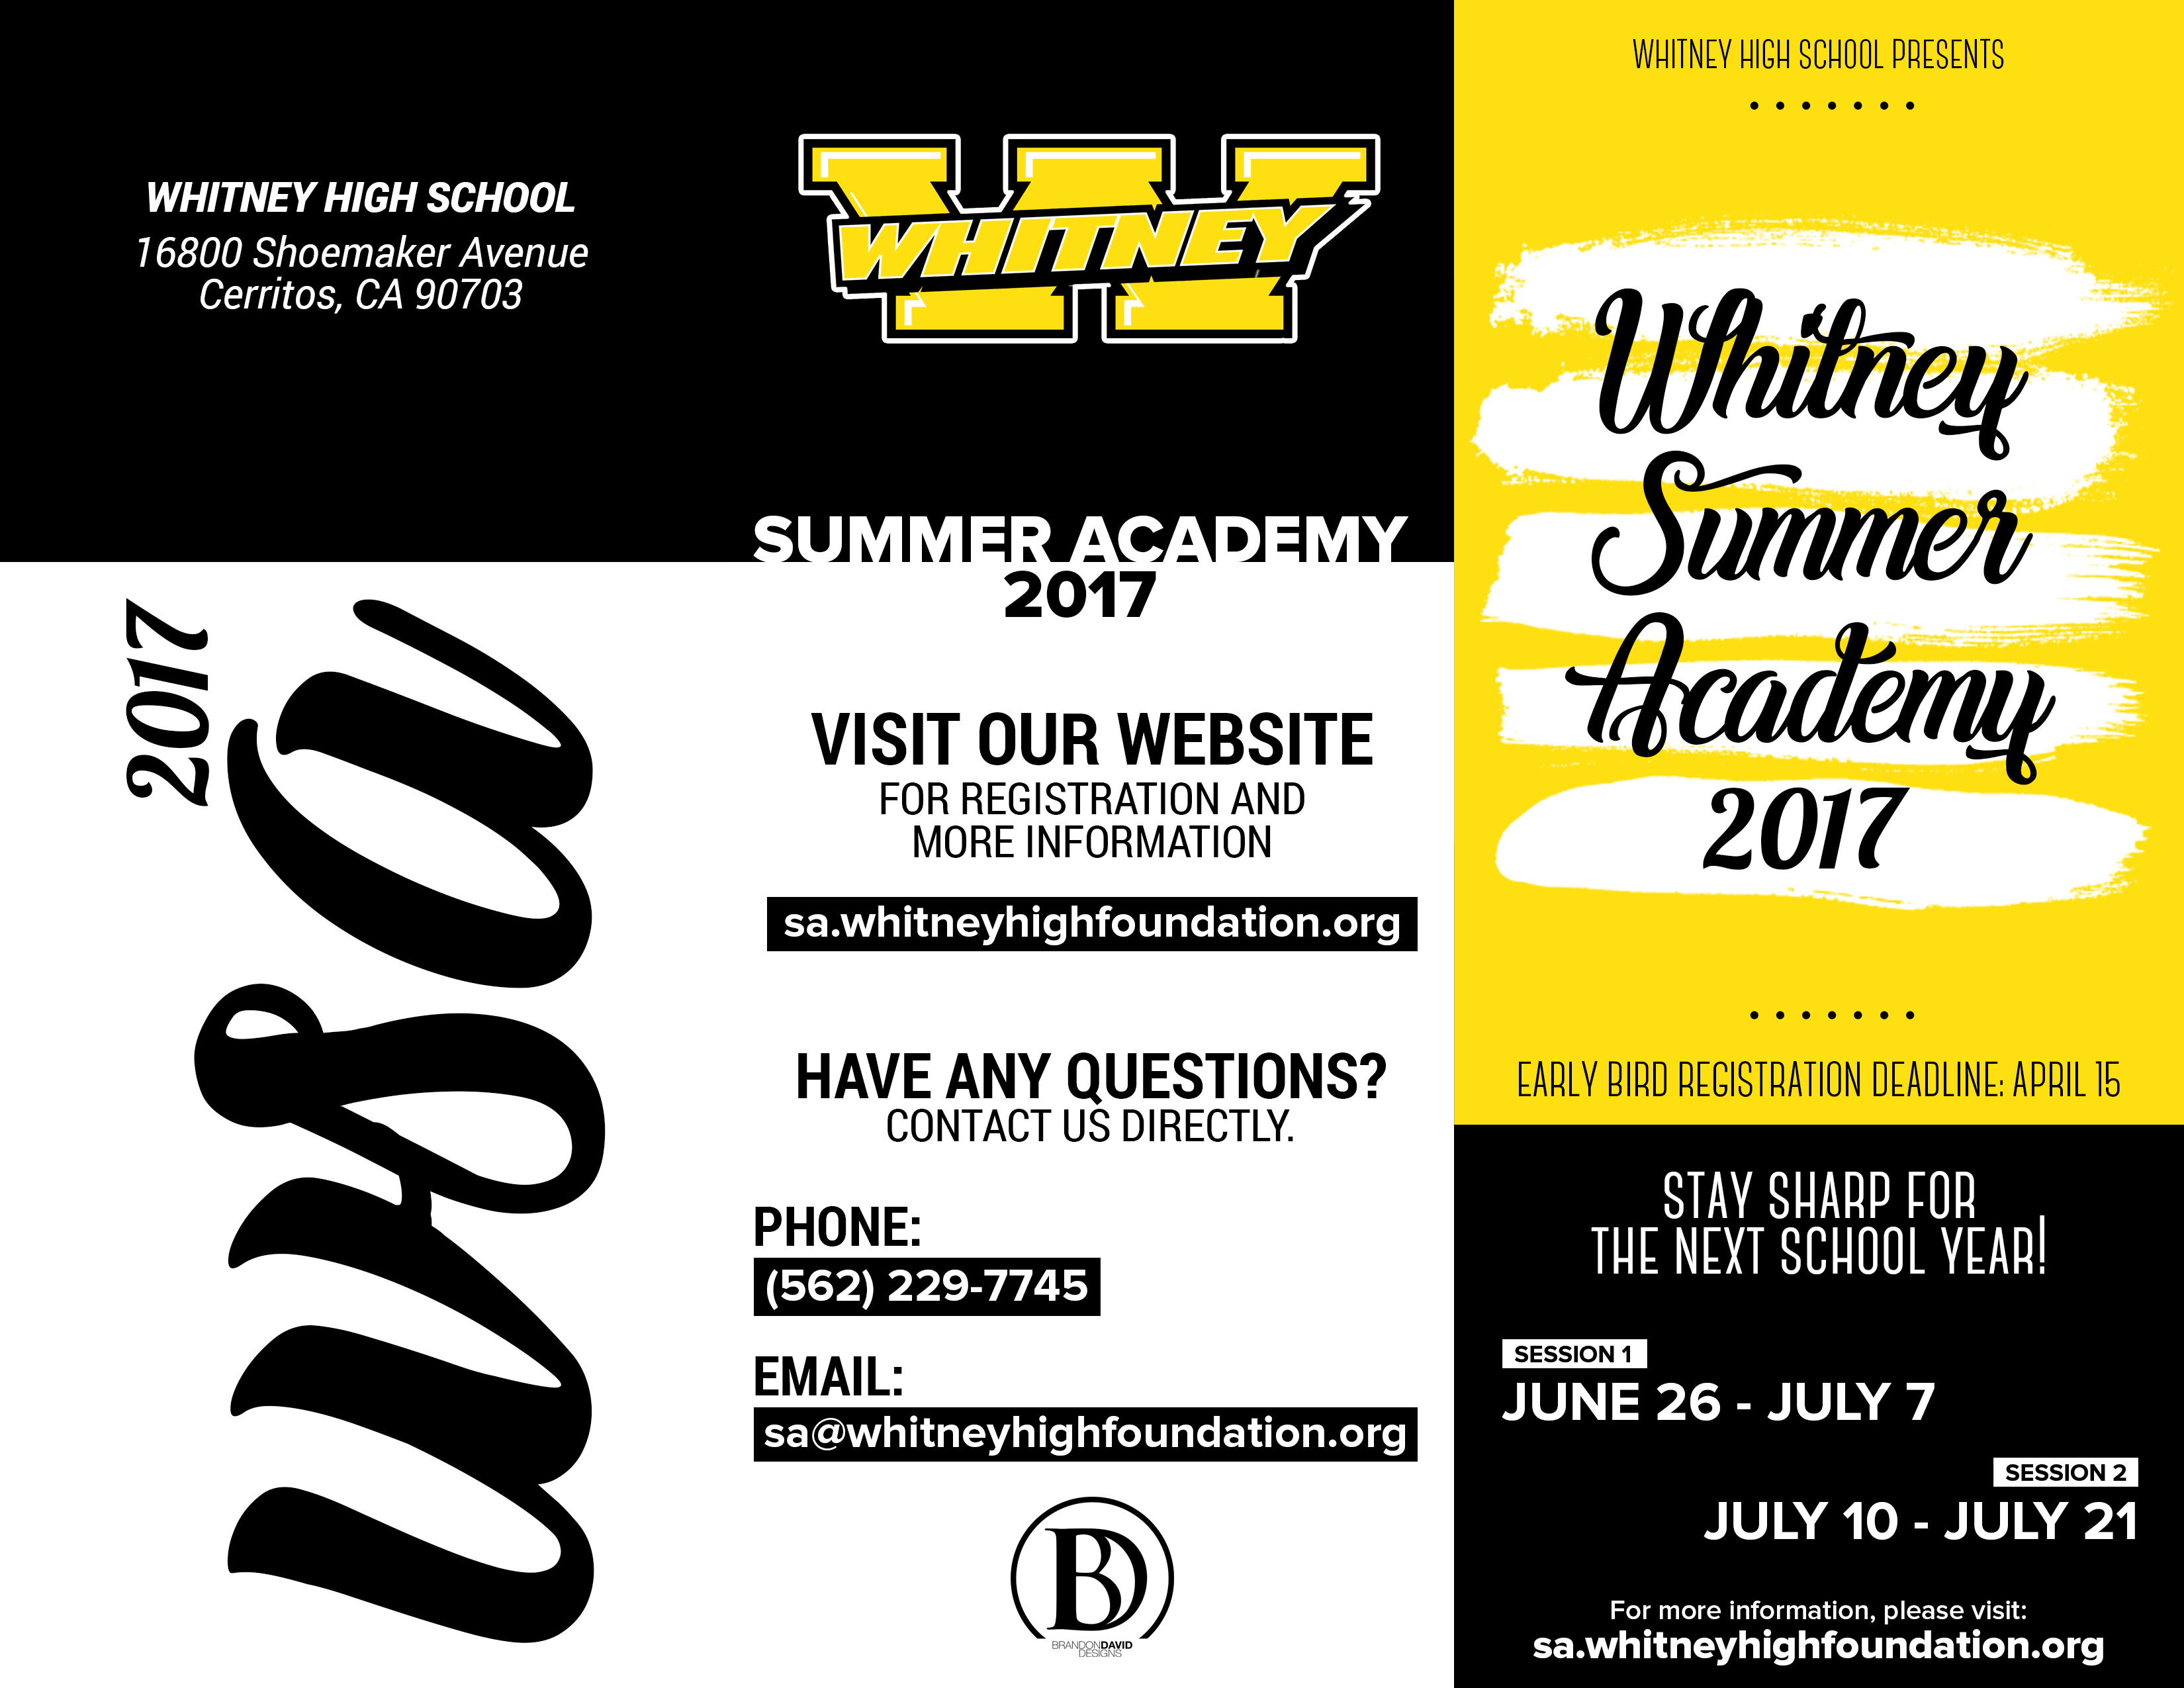 WHITNEY HIGH SCHOOL
16800 Shoemaker Avenue
Cerritos, CA 90703
2017
wsa
WHITNEY
SUMMER ACADEMY
2017
VISIT OUR WEBSITE
FOR REGISTRATION AND
MORE INFORMATION
sa.whitneyhighfoundation.org
HAVE ANY QUESTIONS?
CONTACT US DIRECTLY.
PHONE:
(562) 229-7745
EMAIL:
sa@whitneyhighfoundation.org
BD
BRANDONDAVID
DESIGNS
WHITNEY HIGH SCHOOL PRESENTS
Whitney
Summer
Academy
2017
EARLY BIRD REGISTRATION DEADLINE: APRIL 15
STAY SHARP FOR
THE NEXT SCHOOL YEAR!
SESSION 1
JUNE 26 - JULY 7
SESSION 2
JULY 10 - JULY 21
For more information, please visit:
sa.whitneyhighfoundation.org